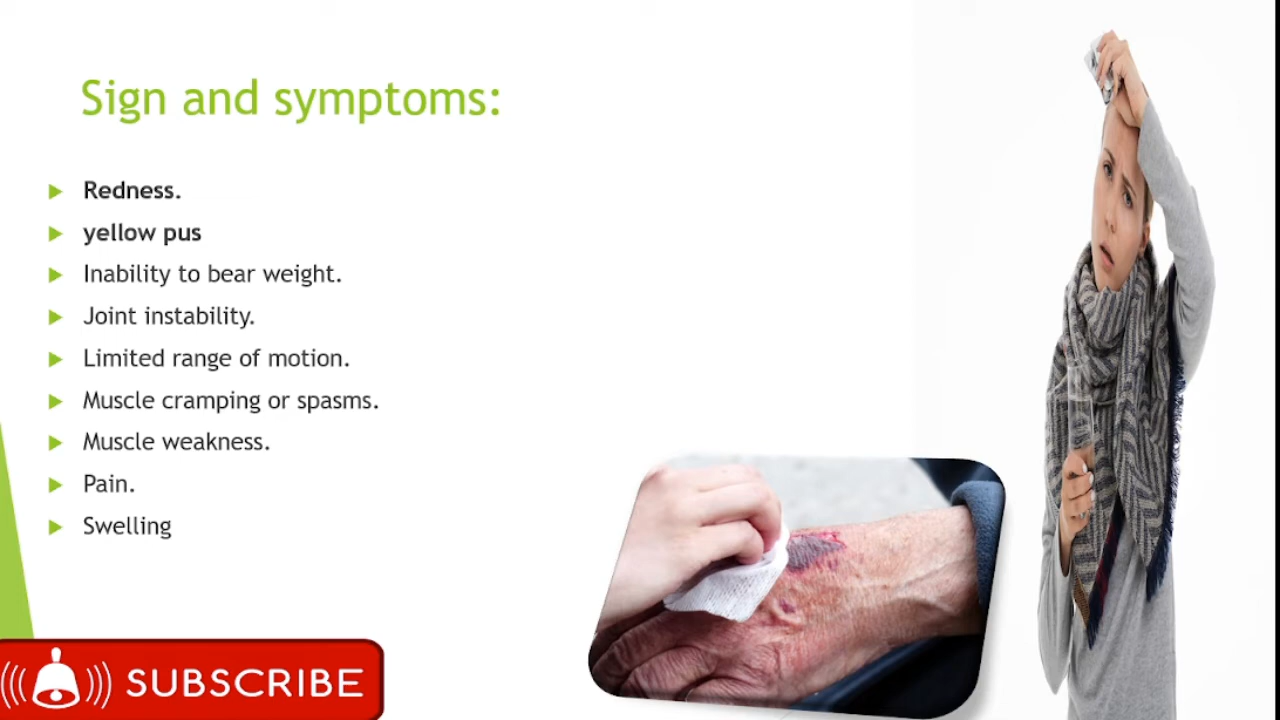 Sign and symptoms:
Redness.
yellow pus
Inability to bear weight.
Joint instability.
Limited range of motion.
Muscle cramping or spasms.
Muscle weakness.
Pain.
Swelling
SUBSCRIBE